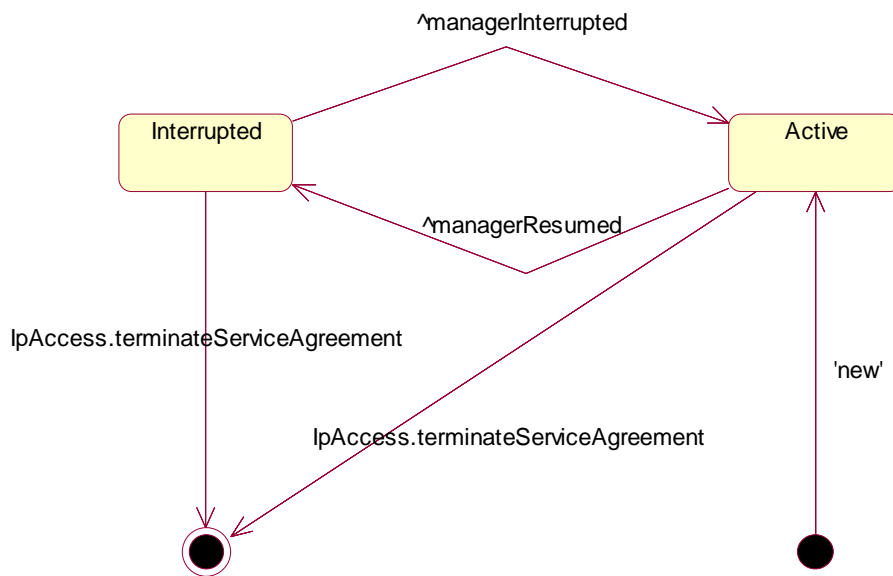 ^managerInterrupted
Interrupted
Active
^managerResumed
IpAccess.terminateServiceAgreement
'new'
IpAccess.terminateServiceAgreement